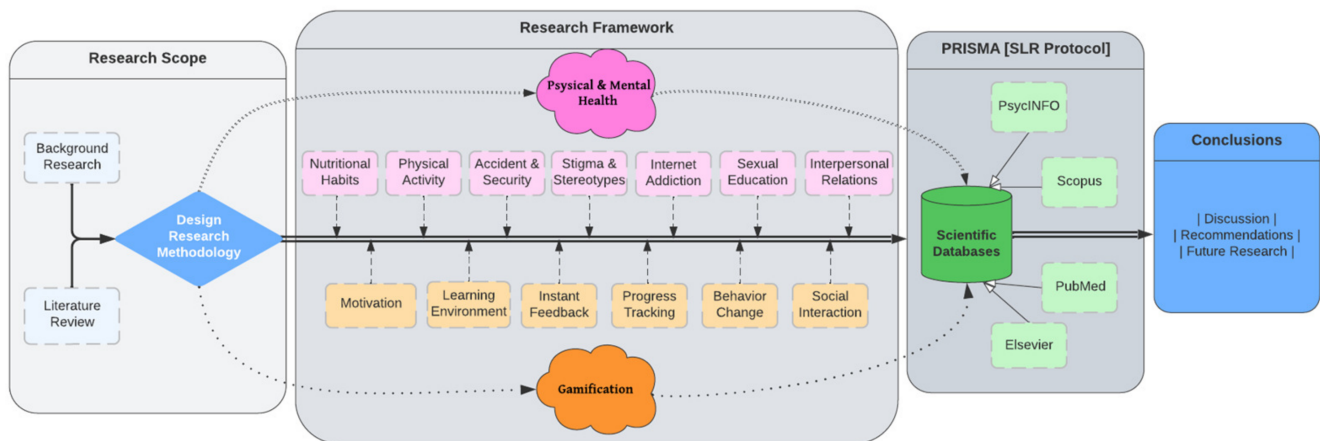 Research Scope
Background
Research
Design
Research
Methodology
Literature
Review
Research Framework
Psysical & Mental
Health
Nutritional
Habits
Physical
Activity
Accident &
Security
Stigma &
Stereotypes
Internet
Addiction
Sexual
Education
Interpersonal
Relations
Motivation
Learning
Environment
Instant
Feedback
Progress
Tracking
Behavior
Change
Social
Interaction
Gamification
PRISMA [SLR Protocol]
PsycINFO
Scopus
Scientific
Databases
PubMed
Elsevier
Conclusions
| Discussion |
| Recommendations |
| Future Research |